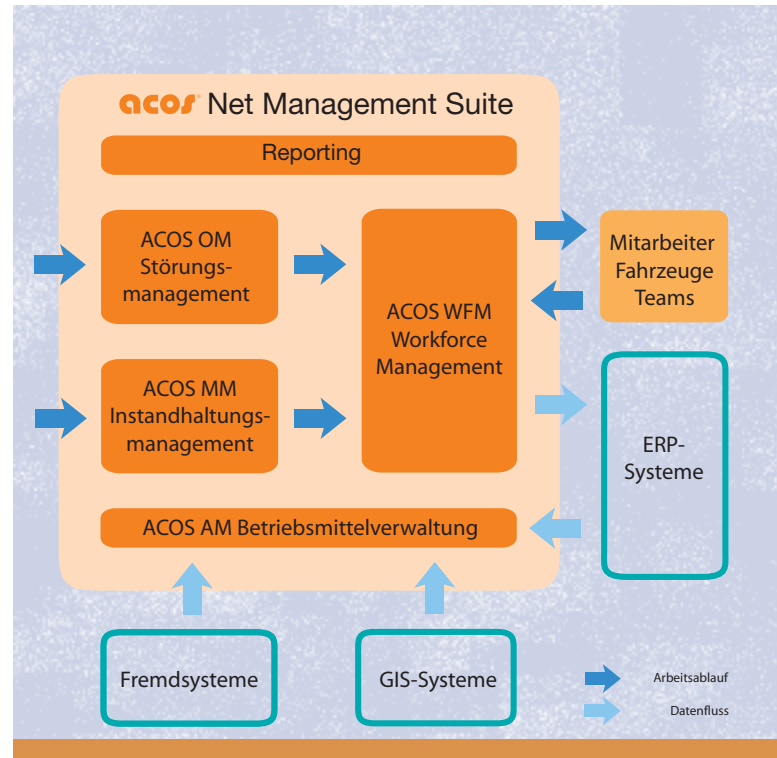 acos Net Management Suite
Reporting
ACOS OM
Störungs-
management
ACOS WFM
Workforce
Management
Mitarbeiter
Fahrzeuge
Teams
ACOS MM
Instandhaltungs-
management
ERP-
Systeme
ACOS AM Betriebsmittelverwaltung
Fremdsysteme
GIS-Systeme
Arbeitsablauf
Datenfluss